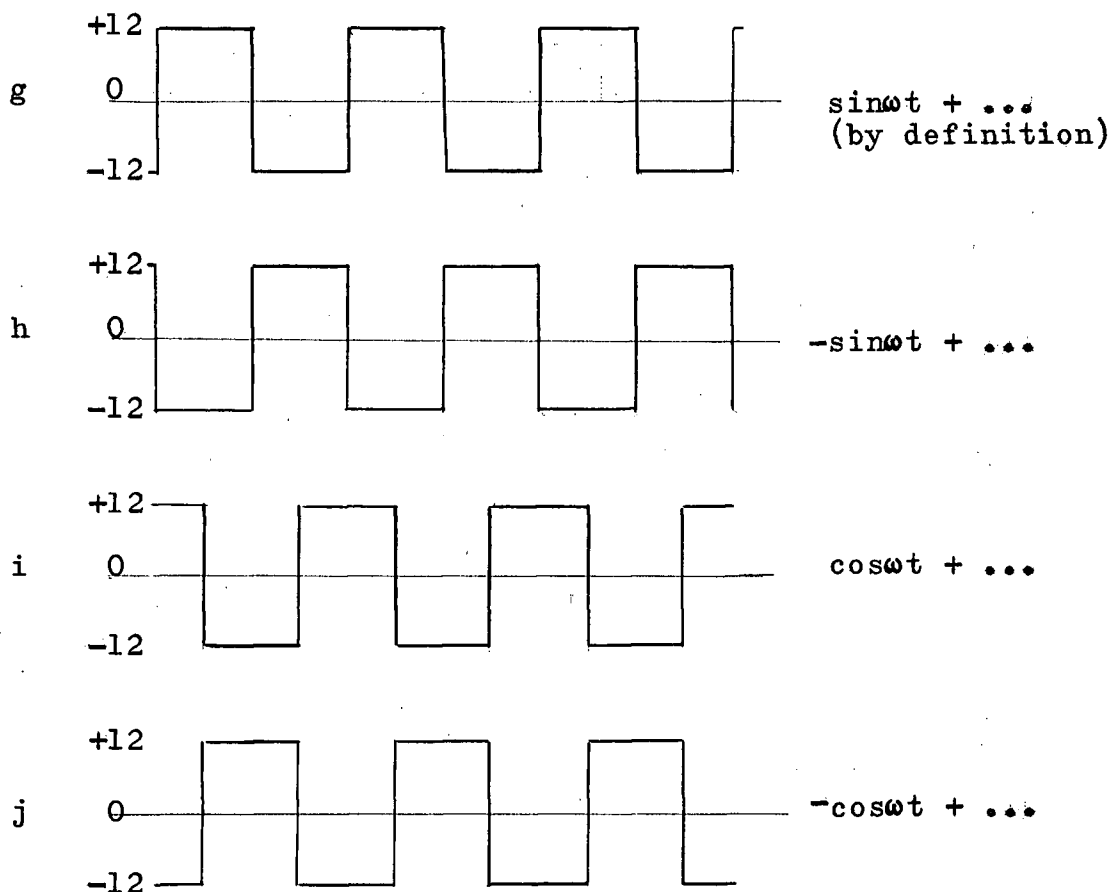 +12
g
0
-12
sinωt + ...
(by definition)
+12
h
0
-12
-sinωt + ...
+12
i
0
-12
cosωt + ...
+12
j
0
-12
-cosωt + ...